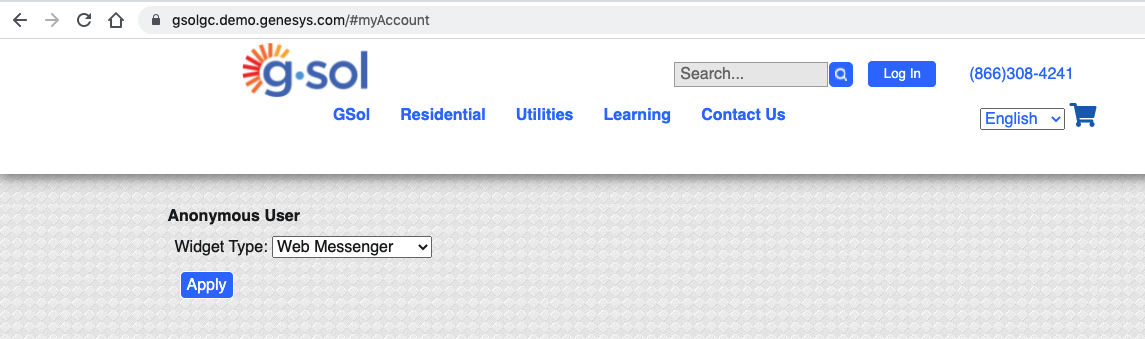 gsolgc.demo.genesys.com/#myAccount
g·sol
Search...
Log In
(866)308-4241
GSol Residential Utilities Learning Contact Us
English
Anonymous User
Widget Type: Web Messenger
Apply